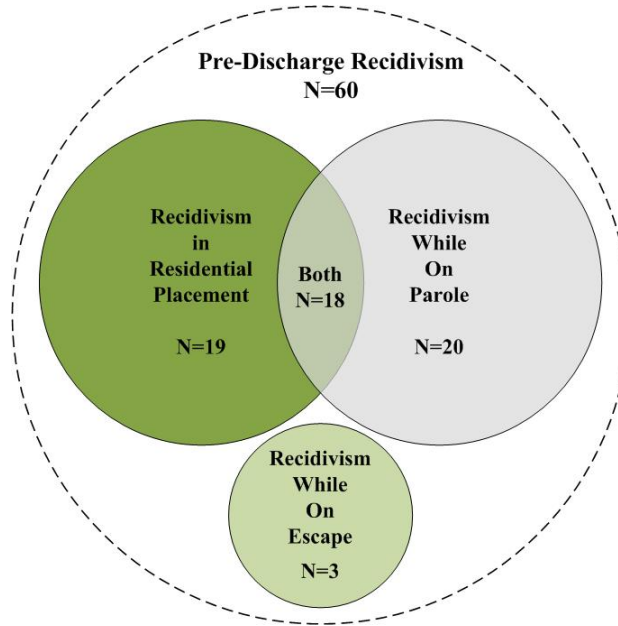 Pre-Discharge Recidivism
N=60
Recidivism
in
Residential
Placement
N=19
Both
N=18
Recidivism
While
On
Parole
N=20
Recidivism
While
On
Escape
N=3